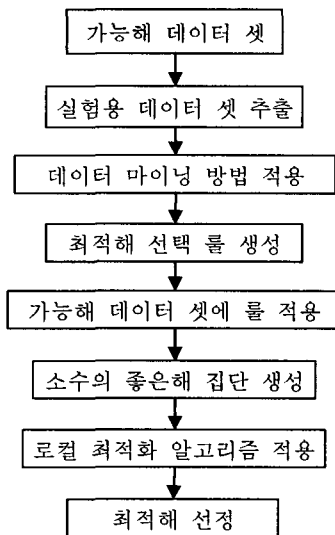 가능해 데이터 셋
실험용 데이터 셋 추출
데이터 마이닝 방법 적용
최적해 선택 룰 생성
가능해 데이터 셋에 룰 적용
소수의 좋은해 집단 생성
로컬 최적화 알고리즘 적용
최적해 선정